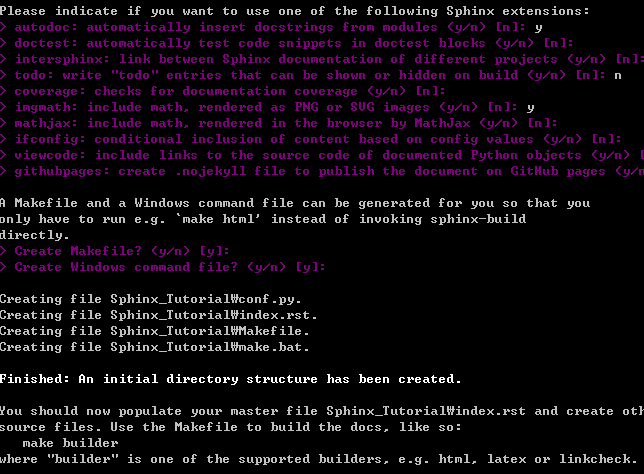 Please indicate if you want to use one of the following Sphinx extensions:
> autodoc: automatically insert docstrings from modules (y/n) [n]: y
> doctest: automatically test code snippets in doctest blocks (y/n) [n]:
> intersphinx: link between Sphinx documentation of different projects (y/n) [n]:
> todo: write "todo" entries that can be shown or hidden on build (y/n) [n]: n
> coverage: checks for documentation coverage (y/n) [n]:
> imgmath: include math, rendered as PNG or SVG images (y/n) [n]: y
> mathjax: include math, rendered in the browser by MathJax (y/n) [n]:
> ifconfig: conditional inclusion of content based on config values (y/n) [n]:
> viewcode: include links to the source code of documented Python objects (y/n) [
> githubpages: create .nojekyll file to publish the document on GitHub pages (y/n
A Makefile and a Windows command file can be generated for you so that you
only have to run e.g. `make html' instead of invoking sphinx-build
directly.
> Create Makefile? (y/n) [y]:
> Create Windows command file? (y/n) [y]:
Creating file Sphinx_Tutorial₩conf.py.
Creating file Sphinx_Tutorial₩index.rst.
Creating file Sphinx_Tutorial₩Makefile.
Creating file Sphinx_Tutorial₩make.bat.
Finished: An initial directory structure has been created.
You should now populate your master file Sphinx_Tutorial₩index.rst and create oth
source files. Use the Makefile to build the docs, like so:
make builder
where "builder" is one of the supported builders, e.g. html, latex or linkcheck.